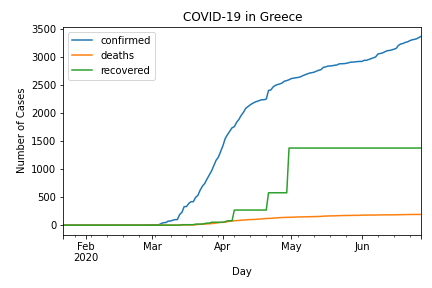 COVID-19 in Greece
confirmed
deaths
recovered
Number of Cases
3500
3000
2500
2000
1500
1000
500
0
Feb
2020
Mar
Apr
May
Jun
Day